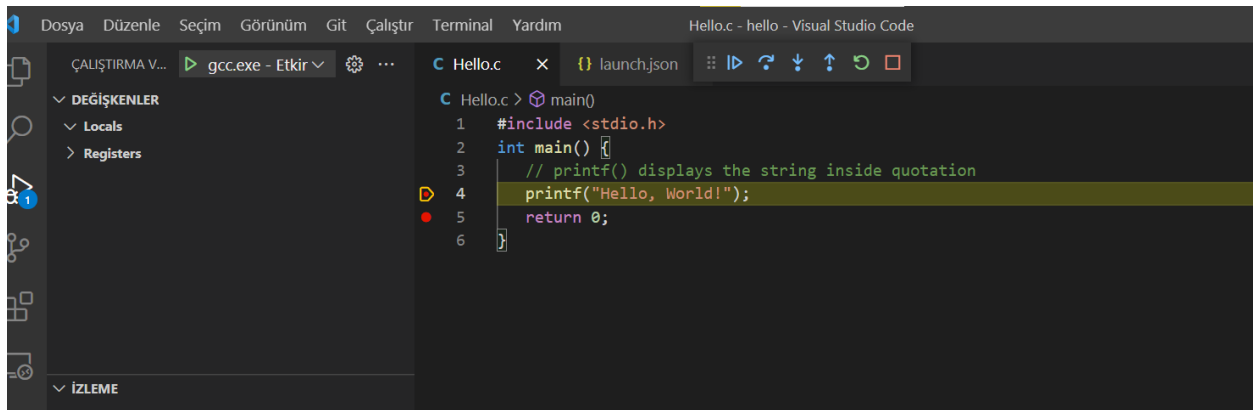 Dosya Düzenle Seçim Görünüm Git Çalıştır Terminal Yardım Hello.c - hello - Visual Studio Code
ÇALIŞTIRMA V... gcc.exe - Etkir ... C Hello.c {} launch.json
DEĞİŞKENLER
Locals
Registers
1
C Hello.c > main()
1 #include <stdio.h>
2 int main() {
3 // printf() displays the string inside quotation
4 printf("Hello, World!");
5 return 0;
6 }
İZLEME